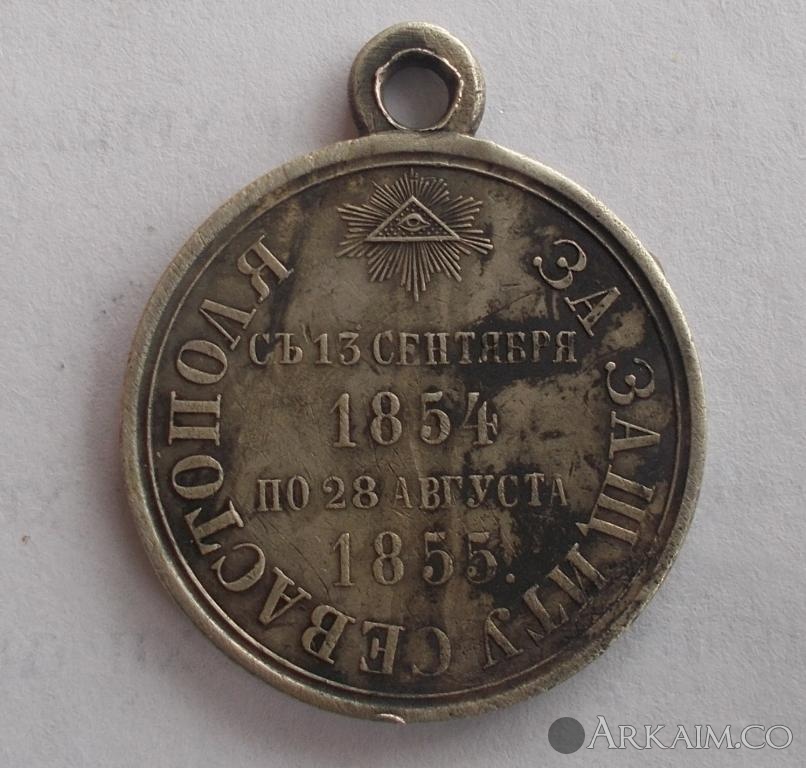 ЗА ЗАЩИТУ СЕВАСТОПОЛЯ
СЪ 13 СЕНТЯБРЯ
1854
ПО 28 АВГУСТА
1855.
ARKAIM.CO